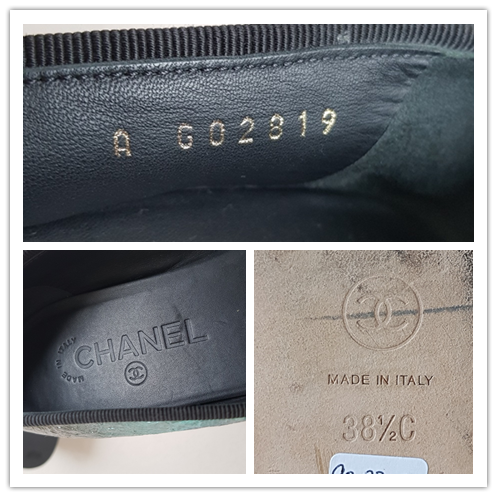 A G02819
CHANEL
MADE IN ITALY
MADE IN ITALY
38½C